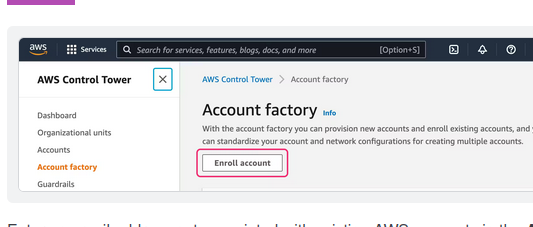 aws Services Search for services, features, blogs, docs, and more [Option+S]
AWS Control Tower
AWS Control Tower > Account factory
Dashboard
Organizational units
Accounts
Account factory
Guardrails
Account factory Info
With the account factory you can provision new accounts and enroll existing accounts, and
can standardize your account and network configurations for creating multiple accounts.
Enroll account